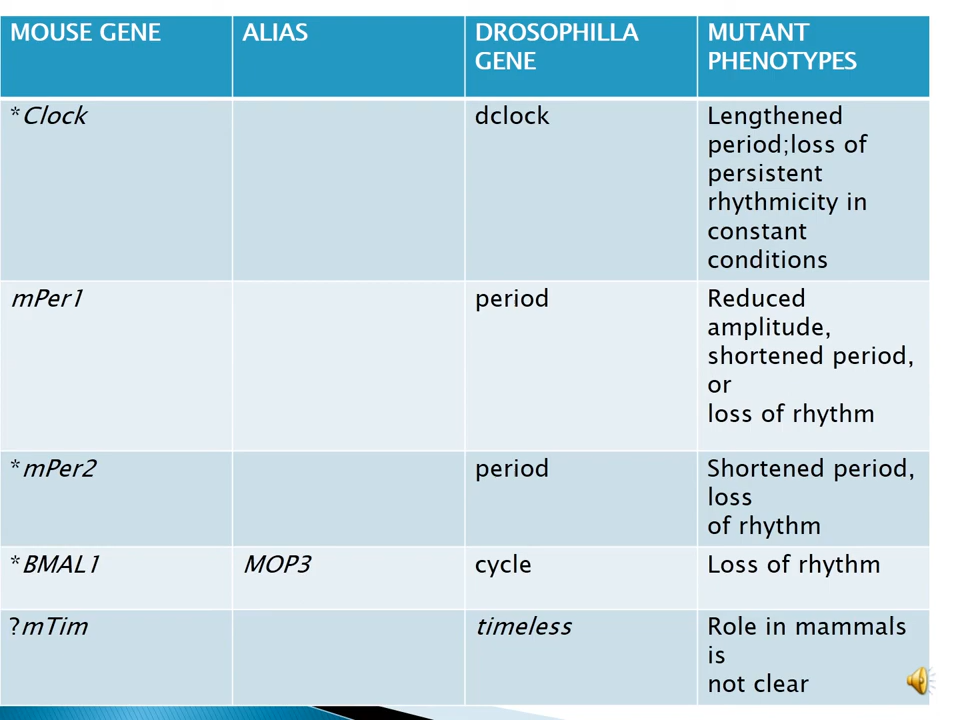 MOUSE GENE
ALIAS
DROSOPHILLA
GENE
MUTANT
PHENOTYPES
*Clock
dclock
Lengthened
period;loss of
persistent
rhythmicity in
constant
conditions
mPer1
period
Reduced
amplitude,
shortened period,
or
loss of rhythm
*mPer2
period
Shortened period,
loss
of rhythm
*BMAL1
MOP3
cycle
Loss of rhythm
?mTim
timeless
Role in mammals
is
not clear